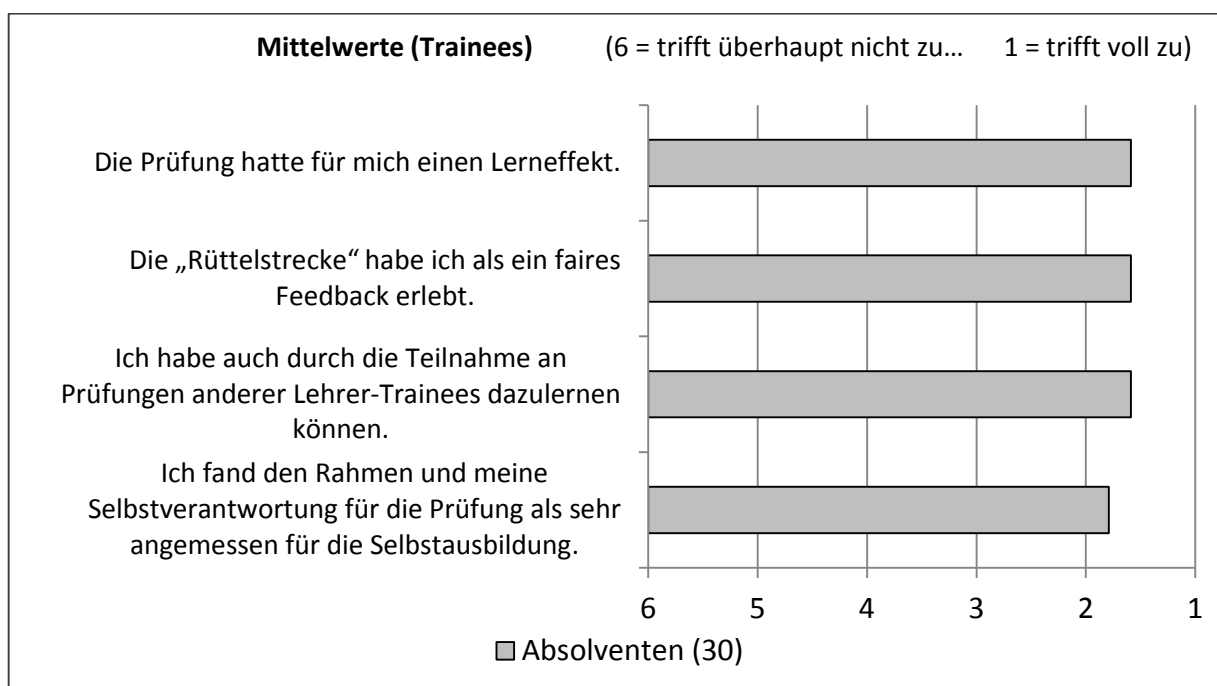 Mittelwerte (Trainees) (6 = trifft überhaupt nicht zu… 1 = trifft voll zu)
Die Prüfung hatte für mich einen Lerneffekt.
Die „Rüttelstrecke“ habe ich als ein faires
Feedback erlebt.
Ich habe auch durch die Teilnahme an
Prüfungen anderer Lehrer-Trainees dazulernen
können.
Ich fand den Rahmen und meine
Selbstverantwortung für die Prüfung als sehr
angemessen für die Selbstausbildung.
6 5 4 3 2 1
Absolventen (30)